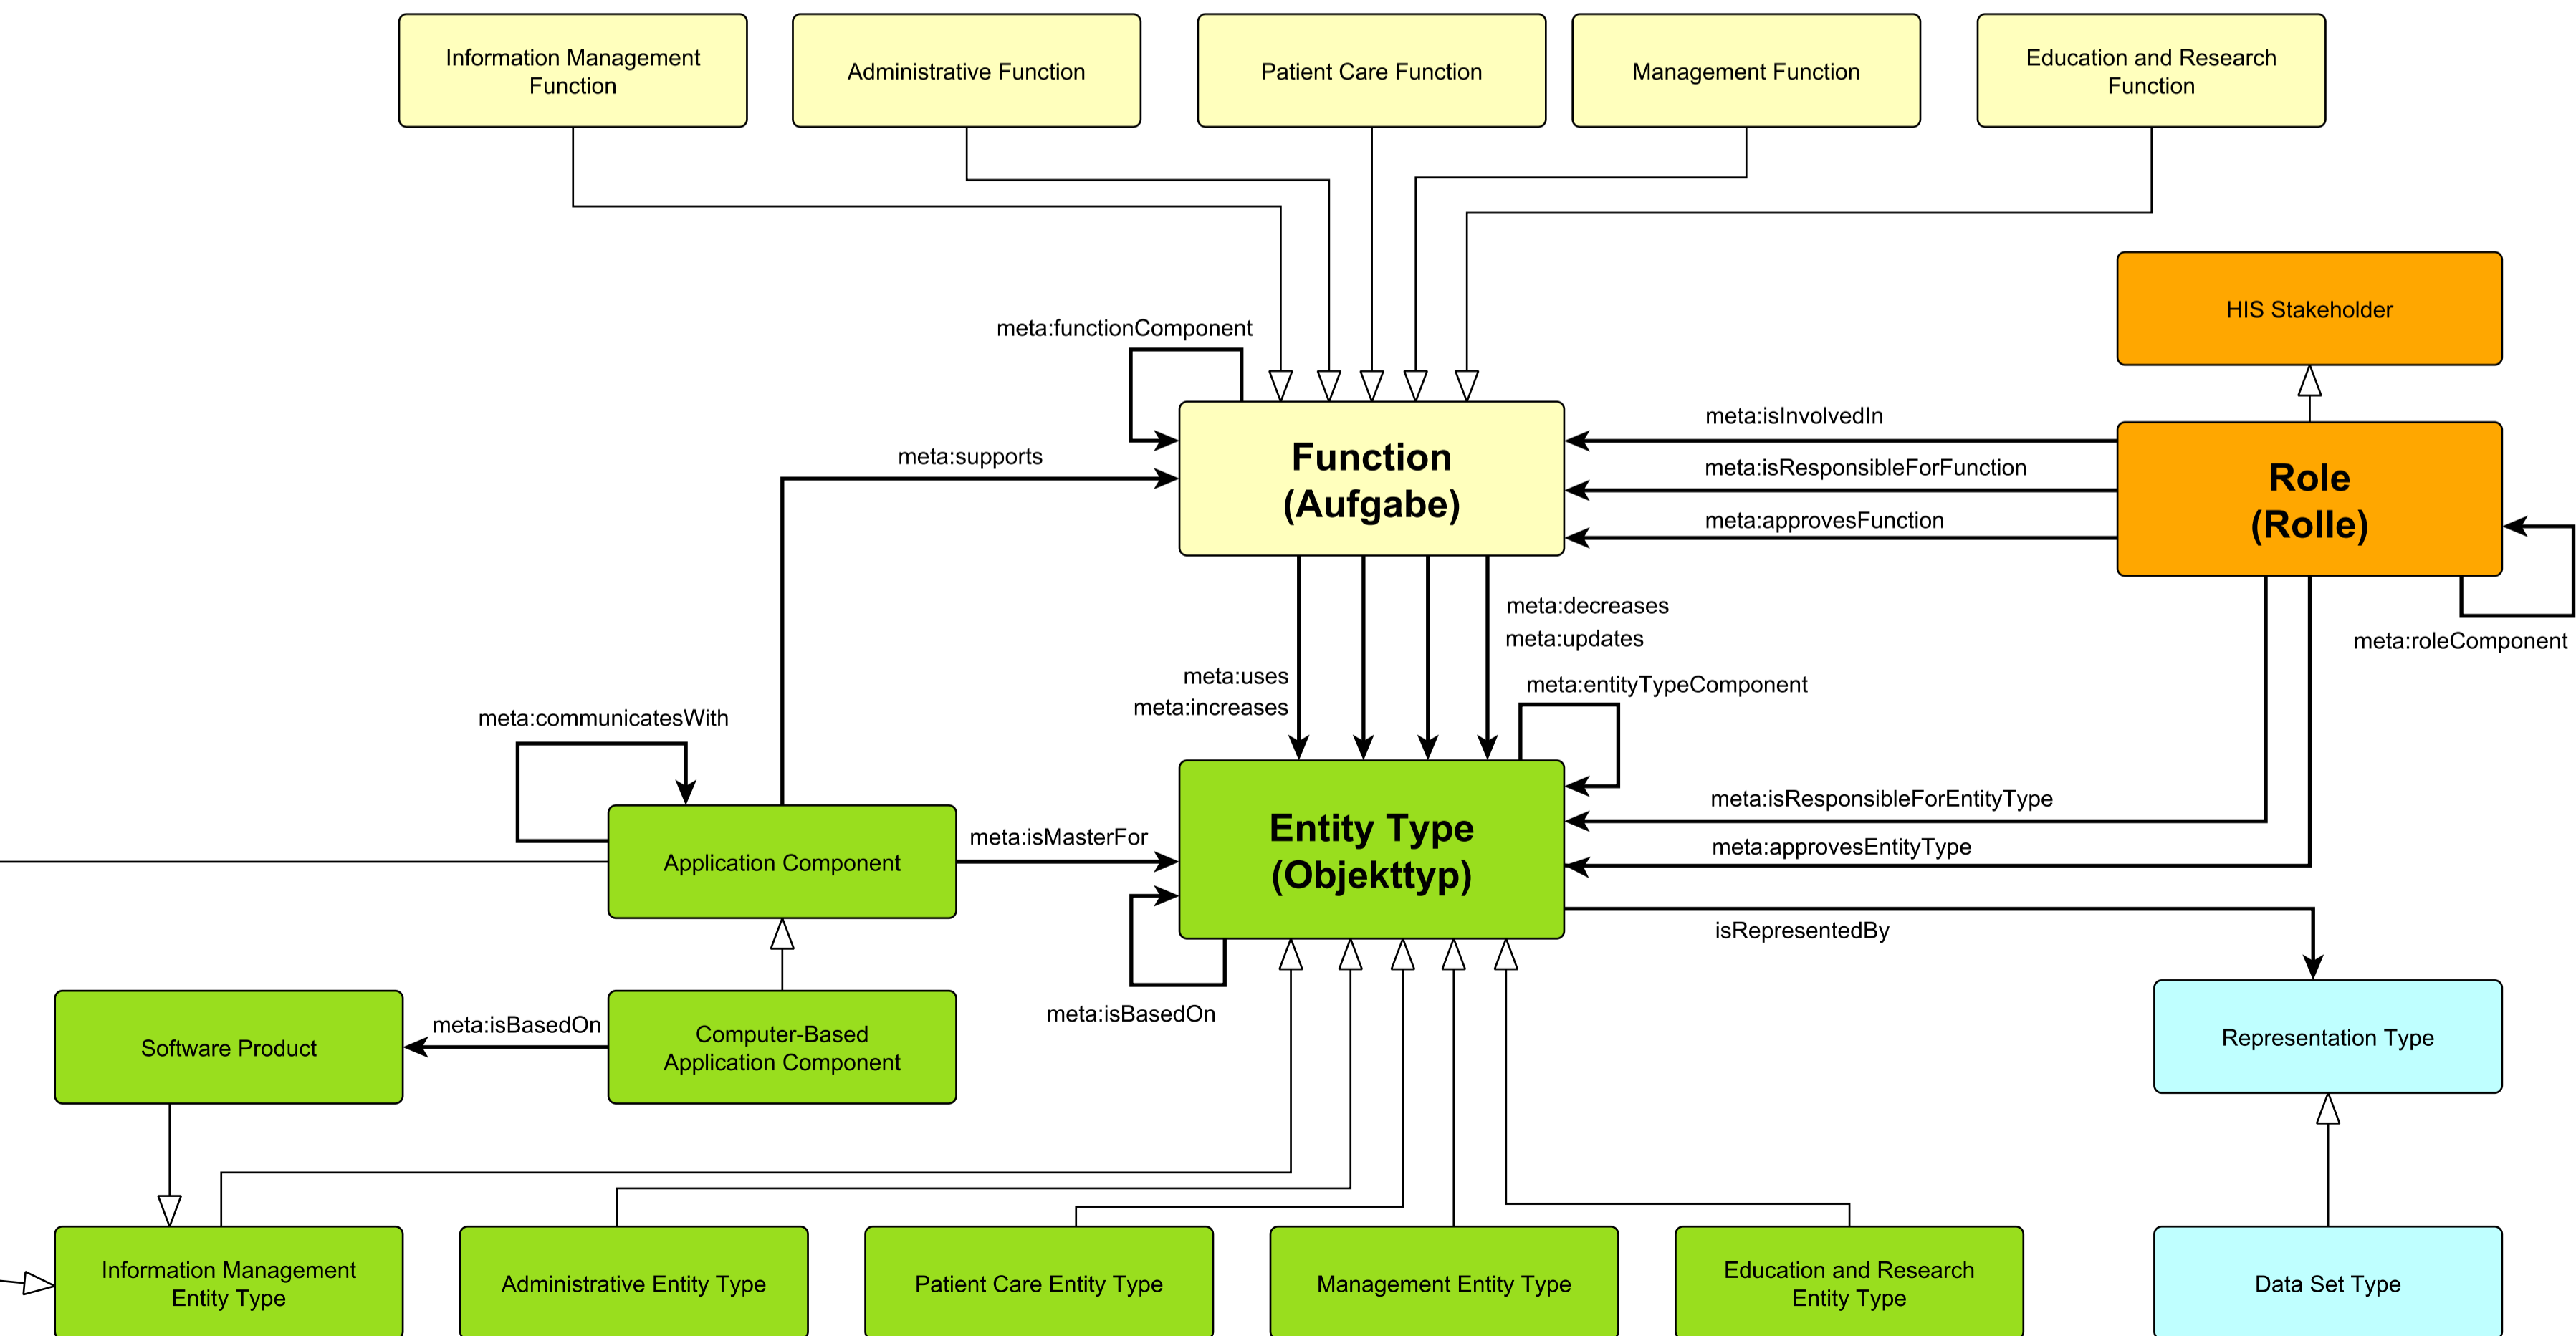 Information Management
Function
Administrative Function
Patient Care Function
Management Function
Education and Research
Function
HIS Stakeholder
meta:functionComponent
meta:isInvolvedIn
meta:supports
Function
(Aufgabe)
meta:isResponsibleForFunction
Role
(Rolle)
meta:approvesFunction
meta:decreases
meta:updates
meta:roleComponent
meta:uses
meta:increases
meta:entityTypeComponent
meta:communicatesWith
meta:isResponsibleForEntityType
meta:isMasterFor
Entity Type
(Objekttyp)
meta:approvesEntityType
Application Component
isRepresentedBy
meta:isBasedOn
meta:isBasedOn
Software Product
Computer-Based
Application Component
Representation Type
Information Management
Entity Type
Administrative Entity Type
Patient Care Entity Type
Management Entity Type
Education and Research
Entity Type
Data Set Type